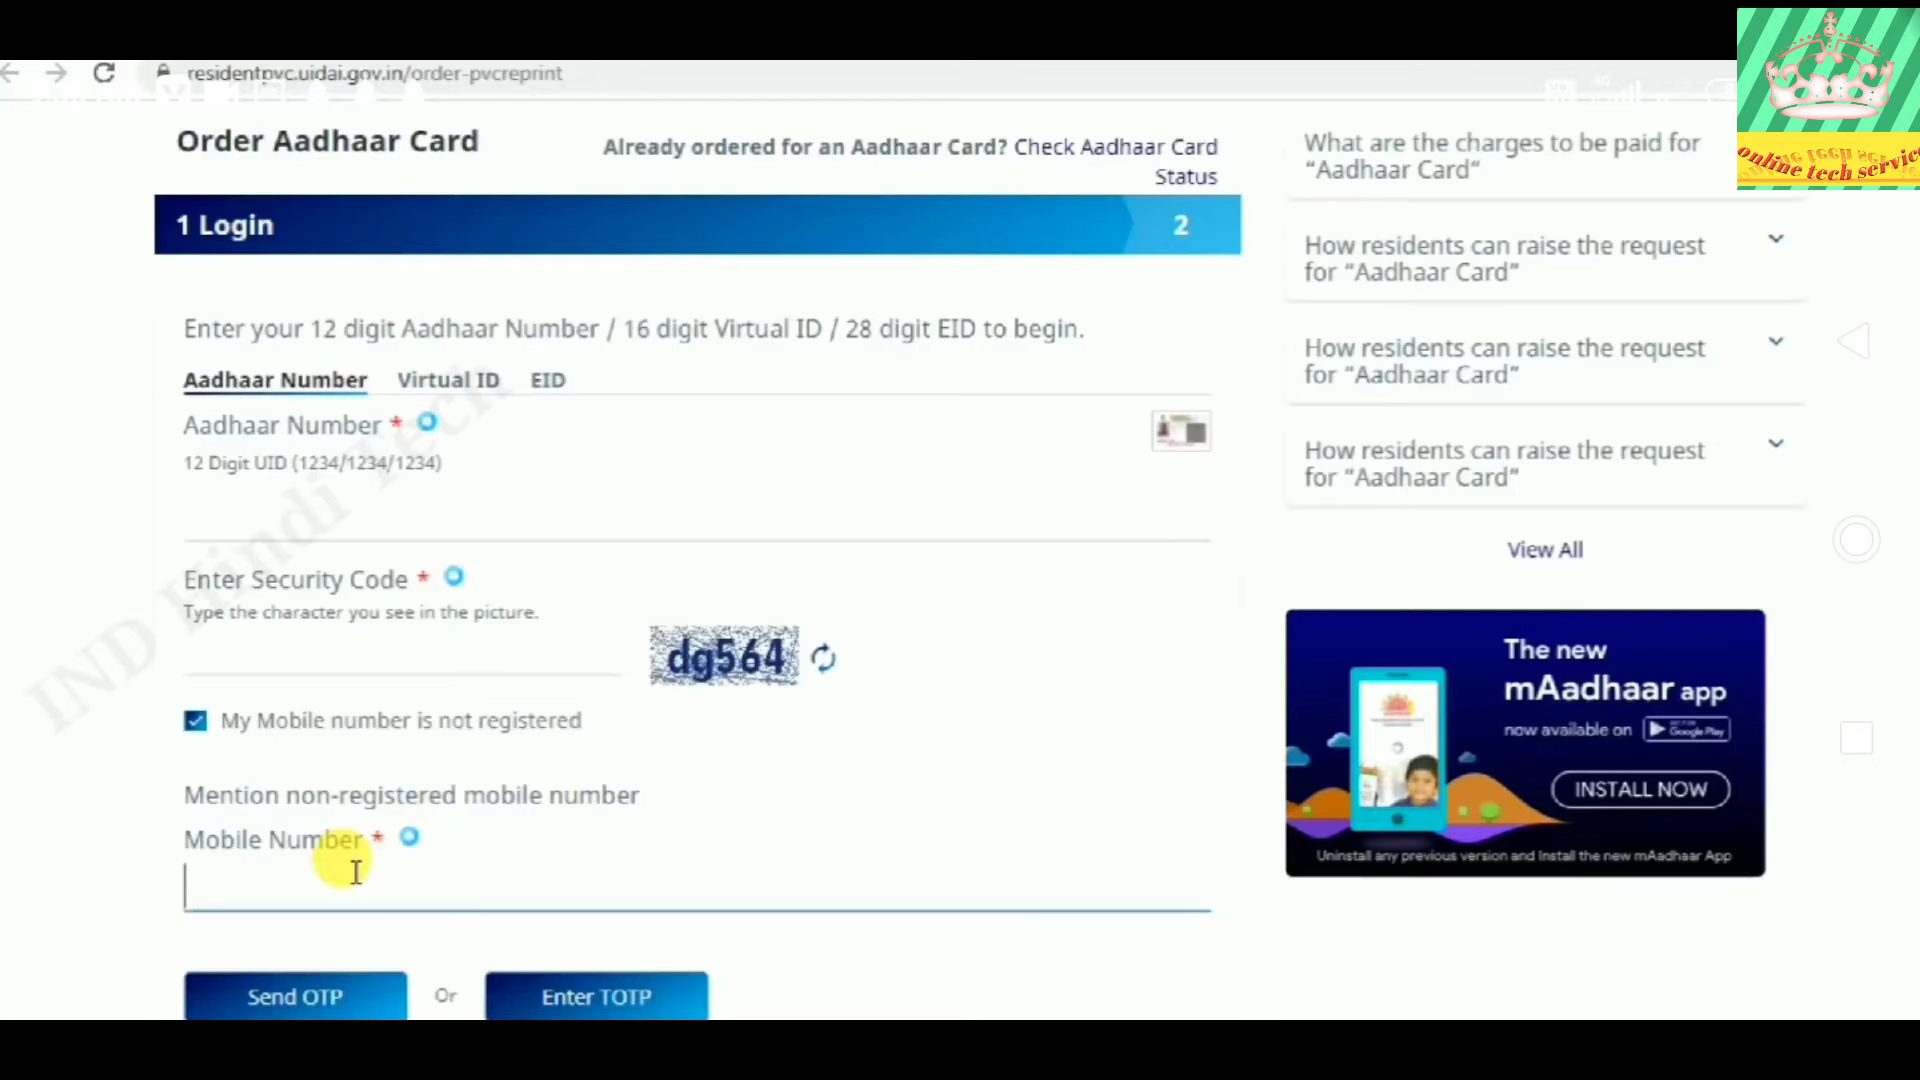 residentpvc.uidai.gov.in/order-pvcreprint
online tech service
Order Aadhaar Card
Already ordered for an Aadhaar Card? Check Aadhaar Card
Status
1 Login
2
Enter your 12 digit Aadhaar Number / 16 digit Virtual ID / 28 digit EID to begin.
Aadhaar Number Virtual ID EID
Aadhaar Number *
12 Digit UID (1234/1234/1234)
Enter Security Code *
Type the character you see in the picture.
dg564
My Mobile number is not registered
Mention non-registered mobile number
Mobile Number *
Send OTP Or Enter TOTP
IND Hindi Tech
What are the charges to be paid for
“Aadhaar Card”
How residents can raise the request
for “Aadhaar Card”
How residents can raise the request
for “Aadhaar Card”
How residents can raise the request
for “Aadhaar Card”
View All
The new
mAadhaar app
now available on Google Play
INSTALL NOW
Uninstall any previous version and Install the new mAadhaar App